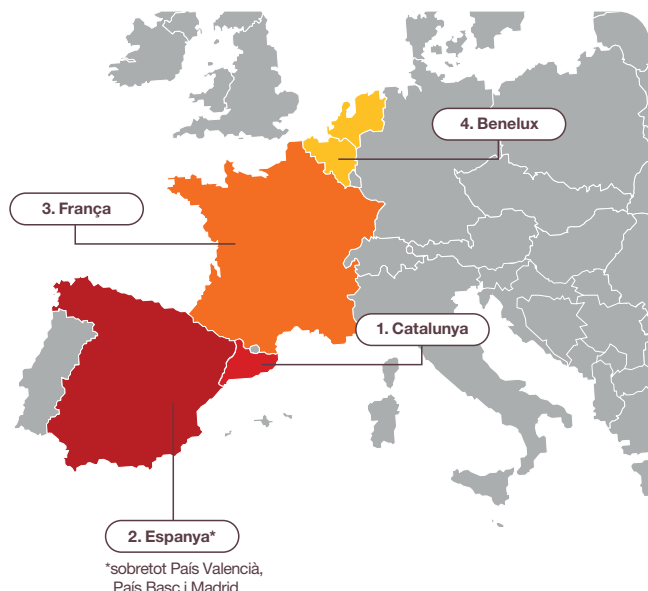 4. Benelux
3. França
1. Catalunya
2. Espanya*
*sobretot País Valencià,
País Basc i Madrid